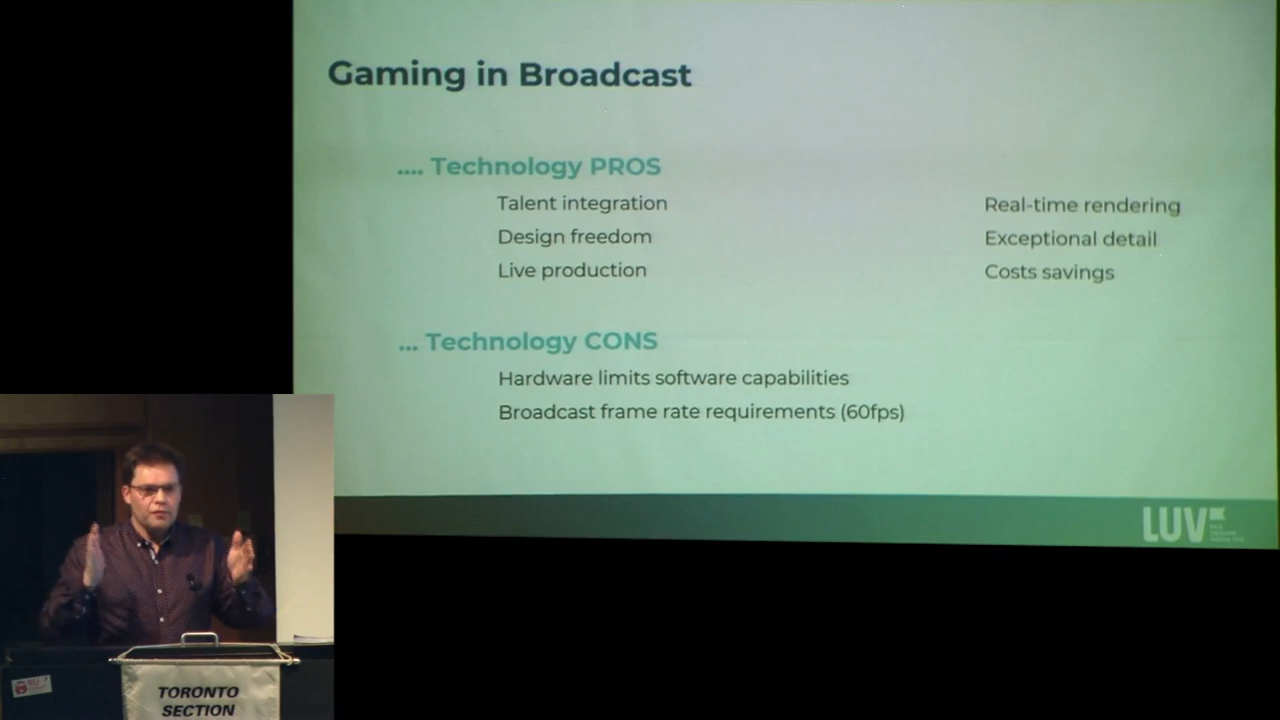 Gaming in Broadcast
.... Technology PROS
Talent integration
Design freedom
Live production
Real-time rendering
Exceptional detail
Costs savings
... Technology CONS
Hardware limits software capabilities
Broadcast frame rate requirements (60fps)
LUV
TORONTO
SECTION